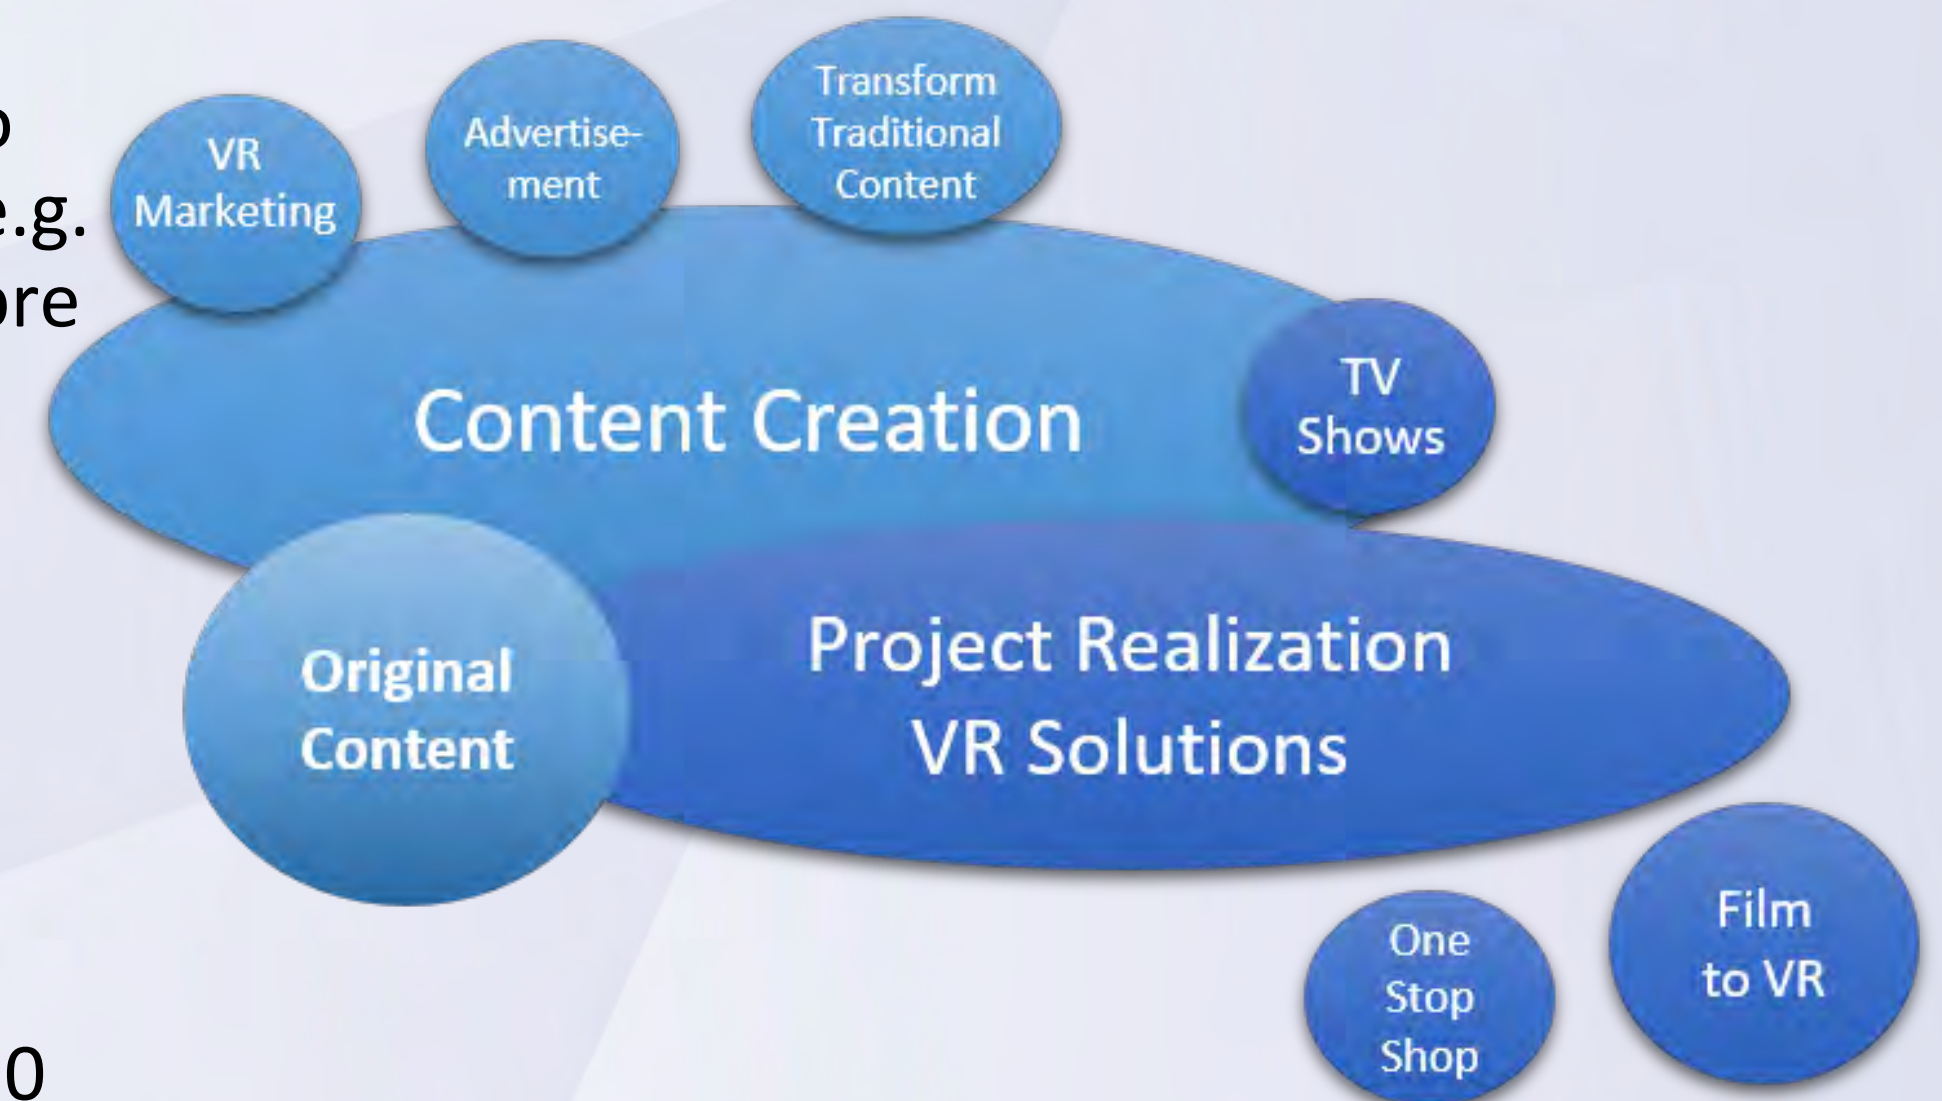 e.g.
VR
Marketing
Advertise-
ment
Transform
Traditional
Content
Content Creation
TV
Shows
Original
Content
Project Realization
VR Solutions
One
Stop
Shop
Film
to VR
0